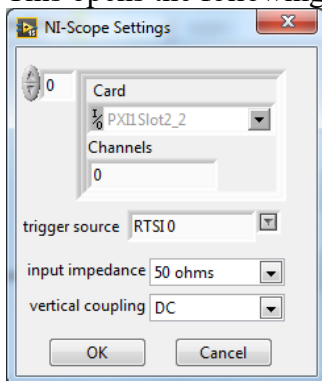 NI-Scope Settings
0
Card
I/O PXI1Slot2_2
Channels
0
trigger source RTSI 0
input impedance 50 ohms
vertical coupling DC
OK Cancel